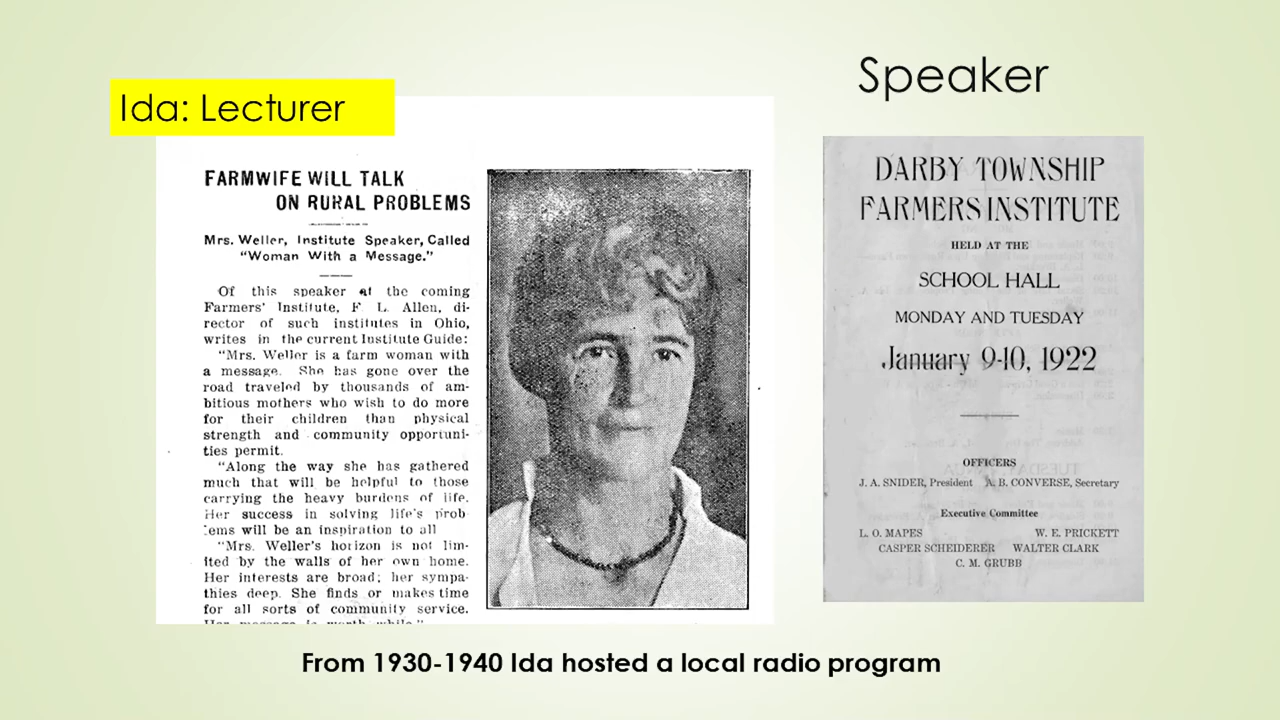 Ida: Lecturer
FARMWIFE WILL TALK
ON RURAL PROBLEMS
Mrs. Weller, Institute Speaker, Called
"Woman With a Message."
Of this speaker at the coming
Farmers' Institute, F. L. Allen, di-
rector of such institutes in Ohio,
writes in the current Institute Guide:
"Mrs. Weller is a farm woman with
a message. She has gone over the
road traveled by thousands of am-
bitious mothers who wish to do more
for their children than physical
strength and community opportuni-
ties permit.
"Along the way she has gathered
much that will be helpful to those
carrying the heavy burdens of life.
Her success in solving life's prob
lems will be an inspiration to all
"Mrs. Weller's horizon is not lim-
ited by the walls of her own home.
Her interests are broad; her sympa-
thies deep. She finds or makes time
for all sorts of community service.
Her message is worth while."
Speaker
DARBY TOWNSHIP
FARMERS INSTITUTE
HELD AT THE
SCHOOL HALL
MONDAY AND TUESDAY
January 9-10, 1922
OFFICERS
J. A. SNIDER, President A. B. CONVERSE, Secretary
Executive Committee
L. O. MAPES W. E. PRICKETT
CASPER SCHEIDERER WALTER CLARK
C. M. GRUBB
From 1930-1940 Ida hosted a local radio program